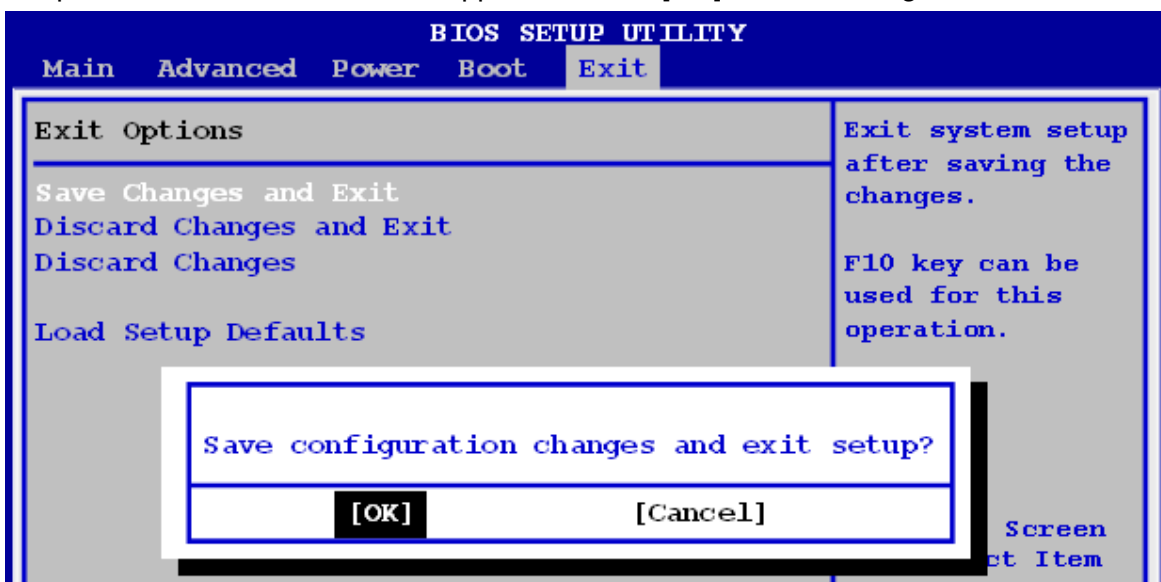 BIOS SETUP UTILITY
Main Advanced Power Boot Exit
Exit Options
Save Changes and Exit
Discard Changes and Exit
Discard Changes
Load Setup Defaults
Exit system setup
after saving the
changes.
F10 key can be
used for this
operation.
Save configuration changes and exit setup?
[OK] [Cancel]
Screen
Item